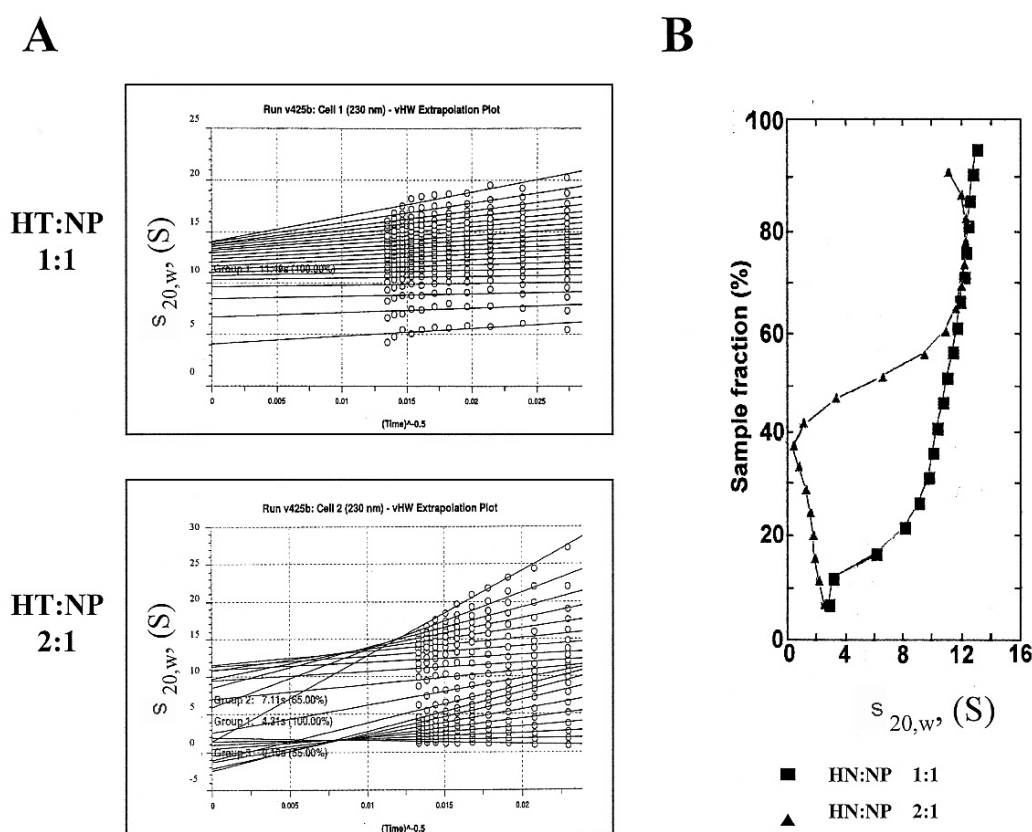 A
B
HT:NP
1:1
Run v425b: Cell 1 (230 nm) - vHW Extrapolation Plot
s20,w, (S)
25
20
15
10
5
0
Group 1: 11.49s (100.00%)
0
0.005
0.01
0.015
0.02
0.025
(Time)^-0.5
HT:NP
2:1
Run v425b: Cell 2 (230 nm) - vHW Extrapolation Plot
s20,w, (S)
30
25
20
15
10
5
0
-5
Group 2: 7.11s (65.00%)
Group 1: 4.31s (100.00%)
0
0.005
0.01
0.015
0.02
(Time)^-0.5
Sample fraction (%)
100
80
60
40
20
0
0
4
8
12
16
s20,w, (S)
HN:NP 1:1
HN:NP 2:1